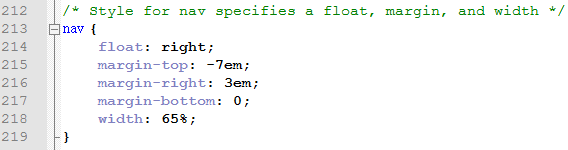 212 /* Style for nav specifies a float, margin, and width */
213 nav {
214 float: right;
215 margin-top: -7em;
216 margin-right: 3em;
217 margin-bottom: 0;
218 width: 65%;
219 }